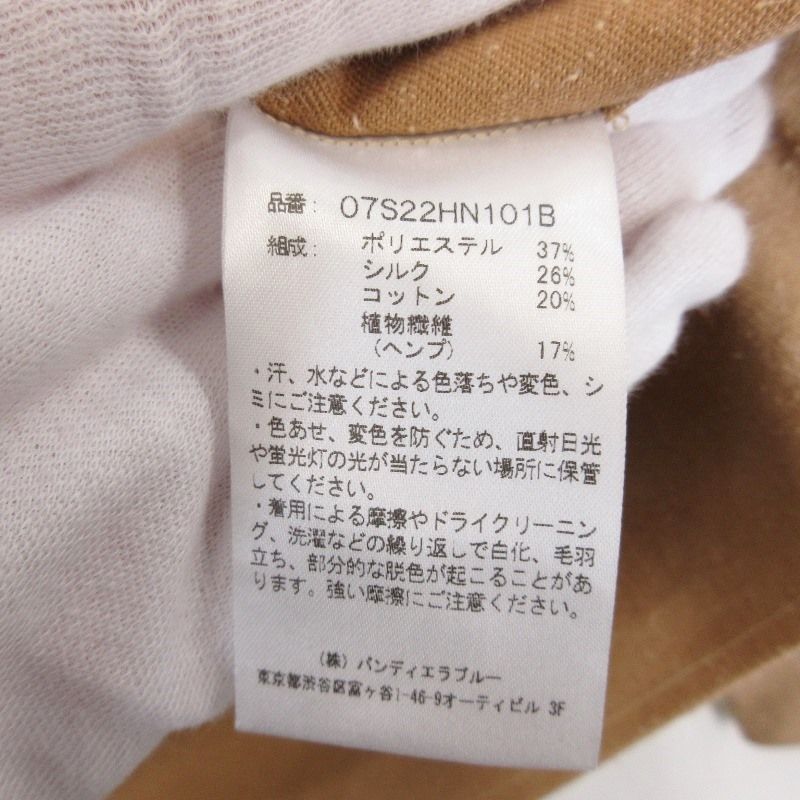 品番： 07S22HN101B
組成： ポリエステル 37%
シルク 26%
コットン 20%
植物繊維
（ヘンプ） 17%
・汗、水などによる色落ちや変色、シ
ミにご注意ください。
・色あせ、変色を防ぐため、直射日光
や蛍光灯の光が当たらない場所に保管
してください。
・着用による摩擦やドライクリーニン
グ、洗濯などの繰り返しで白化、毛羽
立ち、部分的な脱色が起こることがあ
ります。強い摩擦にご注意ください。
（株）バンディエラブルー
東京都渋谷区富ヶ谷1-46-9オーティビル 3F